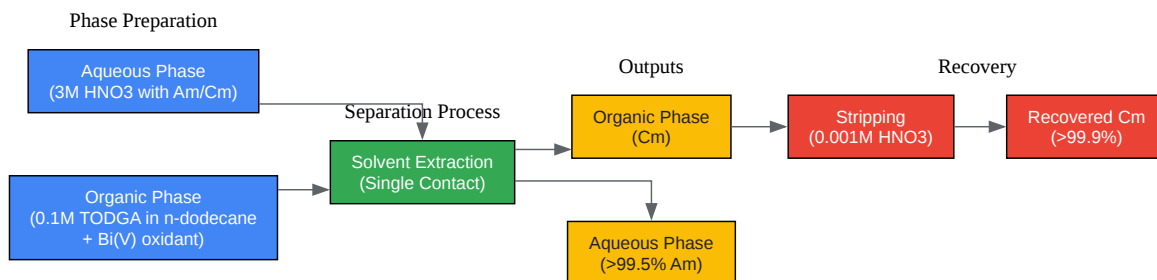 Phase Preparation
Aqueous Phase
(3M HNO3 with Am/Cm)
Organic Phase
(0.1M TODGA in n-dodecane
+ Bi(V) oxidant)
Separation Process
Solvent Extraction
(Single Contact)
Outputs
Organic Phase
(Cm)
Aqueous Phase
(>99.5% Am)
Recovery
Stripping
(0.001M HNO3)
Recovered Cm
(>99.9%)